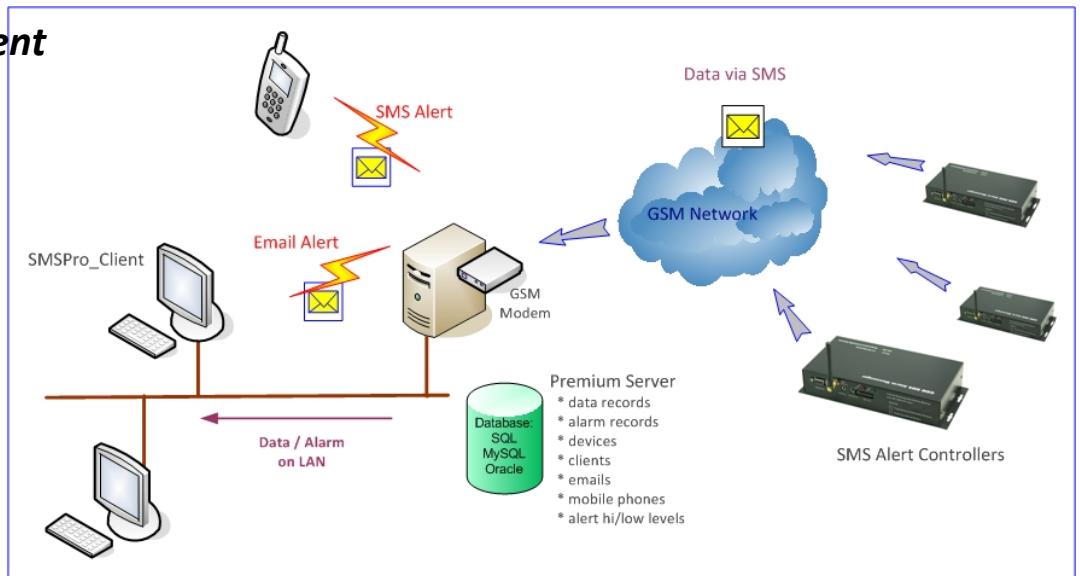 ent
Data via SMS
SMS Alert
GSM Network
Email Alert
SMSPro_Client
GSM
Modem
Premium Server
* data records
* alarm records
* devices
* clients
* emails
* mobile phones
* alert hi/low levels
Database:
SQL
MySQL
Oracle
Data / Alarm
on LAN
SMS Alert Controllers